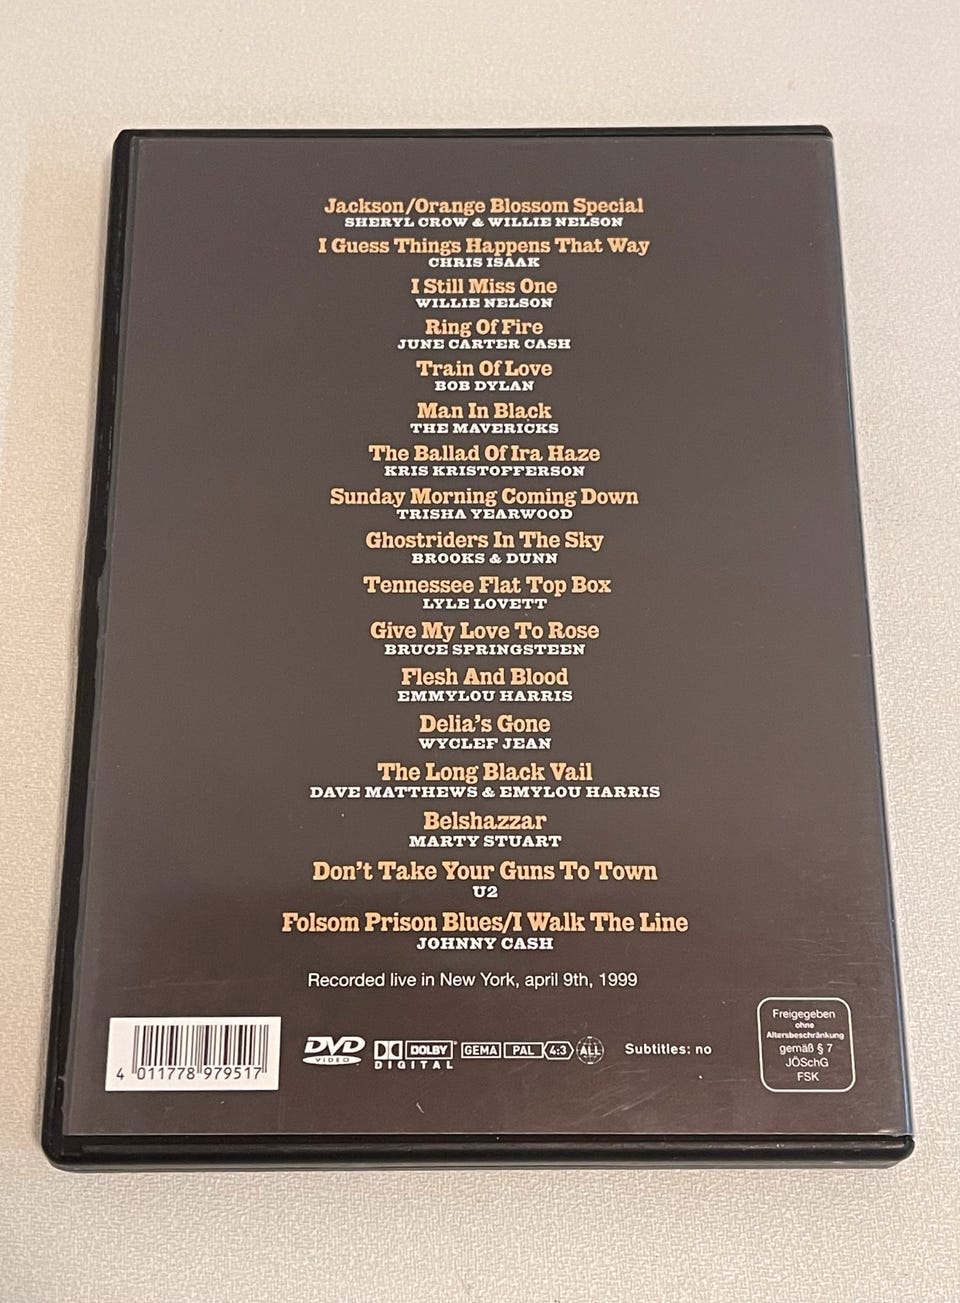 Jackson/Orange Blossom Special
SHERYL CROW & WILLIE NELSON
I Guess Things Happens That Way
CHRIS ISAAK
I Still Miss One
WILLIE NELSON
Ring Of Fire
JUNE CARTER CASH
Train Of Love
BOB DYLAN
Man In Black
THE MAVERICKS
The Ballad Of Ira Haze
KRIS KRISTOFFERSON
Sunday Morning Coming Down
TRISHA YEARWOOD
Ghostriders In The Sky
BROOKS & DUNN
Tennessee Flat Top Box
LYLE LOVETT
Give My Love To Rose
BRUCE SPRINGSTEEN
Flesh And Blood
EMMYLOU HARRIS
Delia's Gone
WYCLEF JEAN
The Long Black Vail
DAVE MATTHEWS & EMYLOU HARRIS
Belshazzar
MARTY STUART
Don't Take Your Guns To Town
U2
Folsom Prison Blues/I Walk The Line
JOHNNY CASH
Recorded live in New York, april 9th, 1999
4 011778 979517
DVD
VIDEO
DOLBY
DIGITAL
GEMA PAL 4:3 ALL
Subtitles: no
Freigegeben
ohne
Altersbeschränkung
gemäß § 7
JÖSchG
FSK